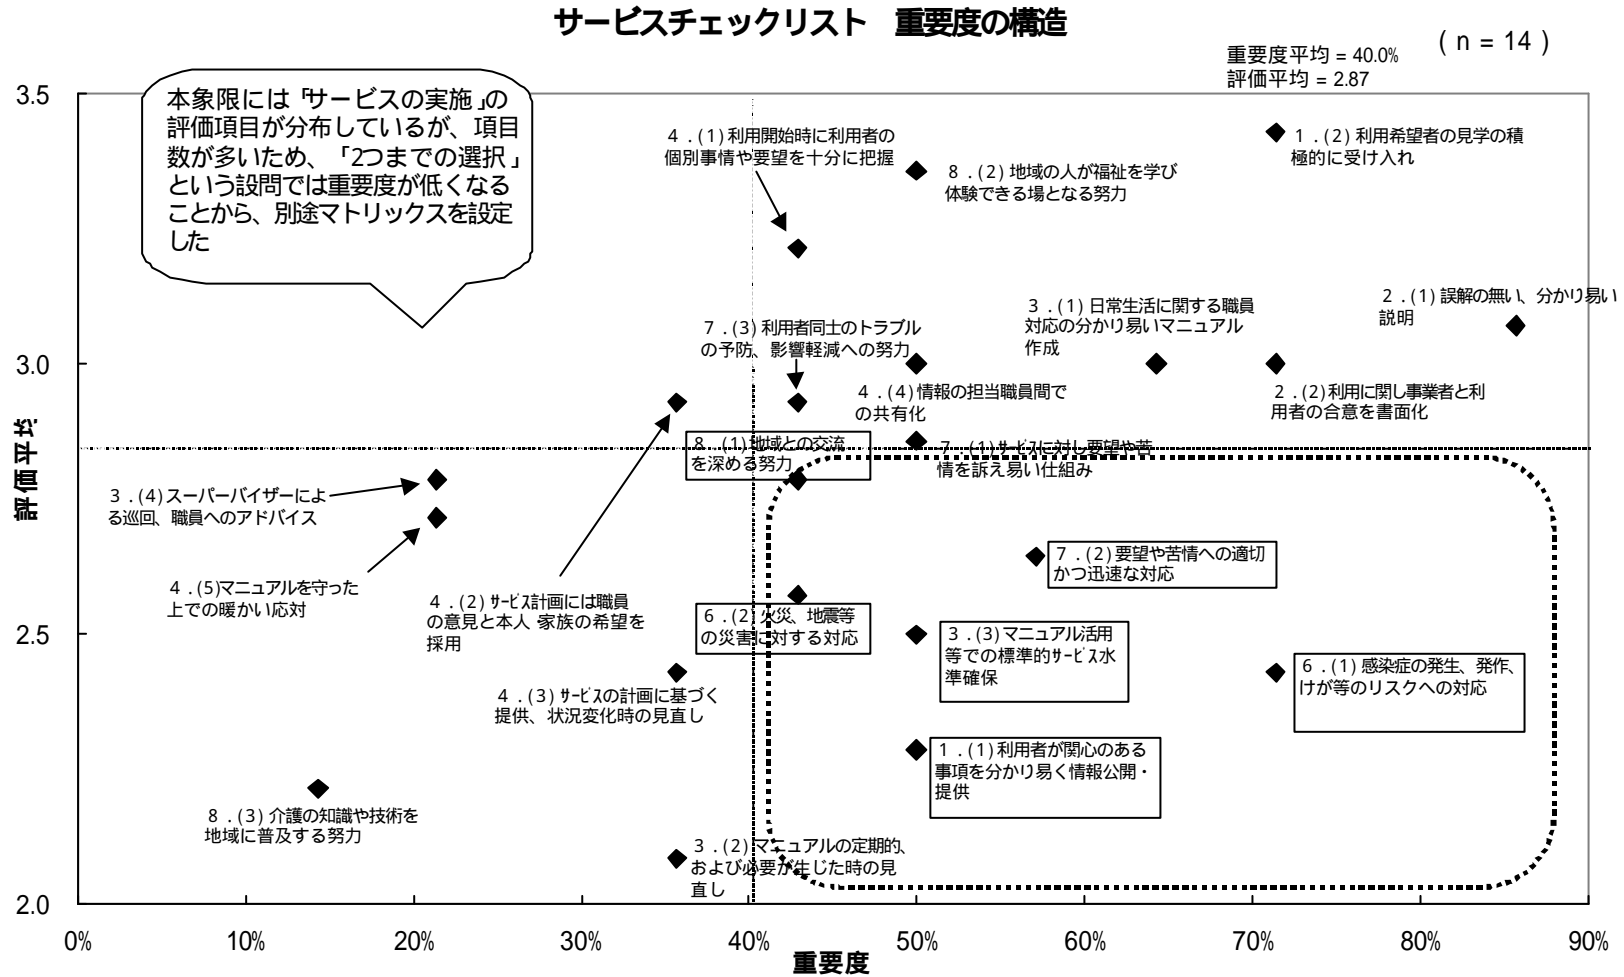 サービスチェックリスト　重要度の構造
( n = 14 )
重要度平均 = 40.0%
評価平均 = 2.87
本象限には「サービスの実施」の
評価項目が分布しているが、項目
数が多いため、「2つまでの選択」
という設問では重要度が低くなる
ことから、別途マトリックスを設定
した
4．(1) 利用開始時に利用者の
個別事情や要望を十分に把握
1．(2) 利用希望者の見学の積
極的に受け入れ
8．(2) 地域の人が福祉を学び
体験できる場となる努力
2．(1) 誤解の無い、分かり易い
説明
3．(1) 日常生活に関する職員
対応の分かり易いマニュアル
作成
7．(3) 利用者同士のトラブル
の予防、影響軽減への努力
4．(4) 情報の担当職員間で
の共有化
2．(2) 利用に関し事業者と利
用者の合意を書面化
8．(1) 地域との交流
を深める努力
7．(1) サービスに対し要望や苦
情を訴え易い仕組み
3．(4) スーパーバイザーによ
る巡回、職員へのアドバイス
4．(5)マニュアルを守った
上での暖かい応対
4．(2) サービス計画には職員
の意見と本人 家族の希望を
採用
7．(2) 要望や苦情への適切
かつ迅速な対応
6．(2) 火災、地震等
の災害に対する対応
3．(3) マニュアル活用
等での標準的サービス水
準確保
6．(1) 感染症の発生、発作、
けが等のリスクへの対応
4．(3) サービスの計画に基づく
提供、状況変化時の見直し
1．(1) 利用者が関心のある
事項を分かり易く情報公開・
提供
8．(3) 介護の知識や技術を
地域に普及する努力
3．(2) マニュアルの定期的、
および必要が生じた時の見
直し
3.5
3.0
2.5
2.0
評価平均
0%
10%
20%
30%
40%
50%
60%
70%
80%
90%
重要度